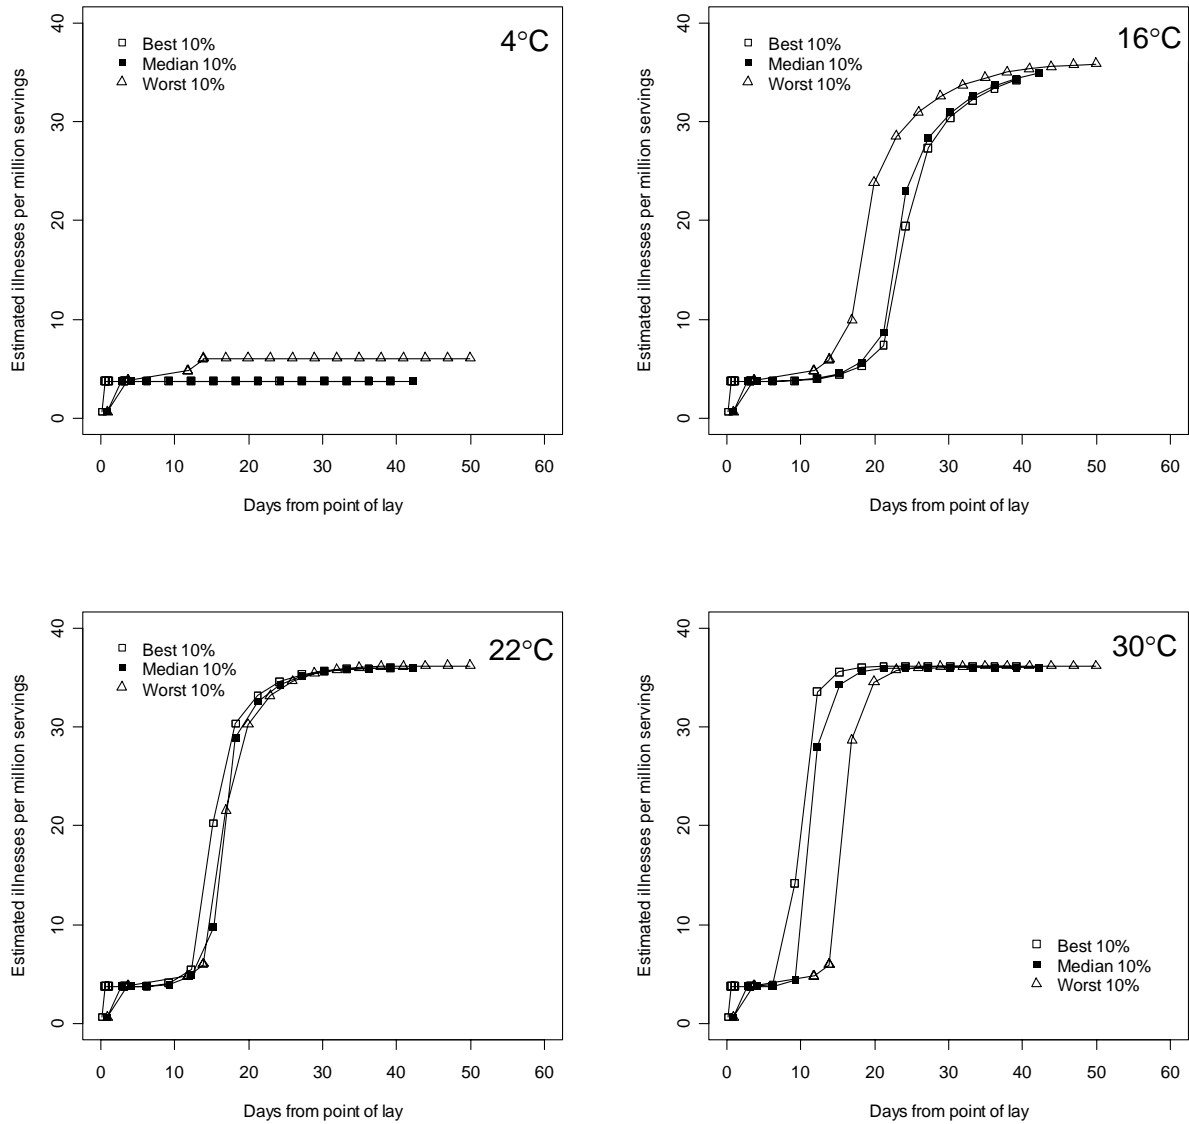 4°C
Best 10%
Median 10%
Worst 10%
Estimated illnesses per million servings
40
30
20
10
0
0 10 20 30 40 50 60
Days from point of lay
16°C
Best 10%
Median 10%
Worst 10%
Estimated illnesses per million servings
40
30
20
10
0
0 10 20 30 40 50 60
Days from point of lay
22°C
Best 10%
Median 10%
Worst 10%
Estimated illnesses per million servings
40
30
20
10
0
0 10 20 30 40 50 60
Days from point of lay
30°C
Estimated illnesses per million servings
40
30
20
10
0
Best 10%
Median 10%
Worst 10%
0 10 20 30 40 50 60
Days from point of lay